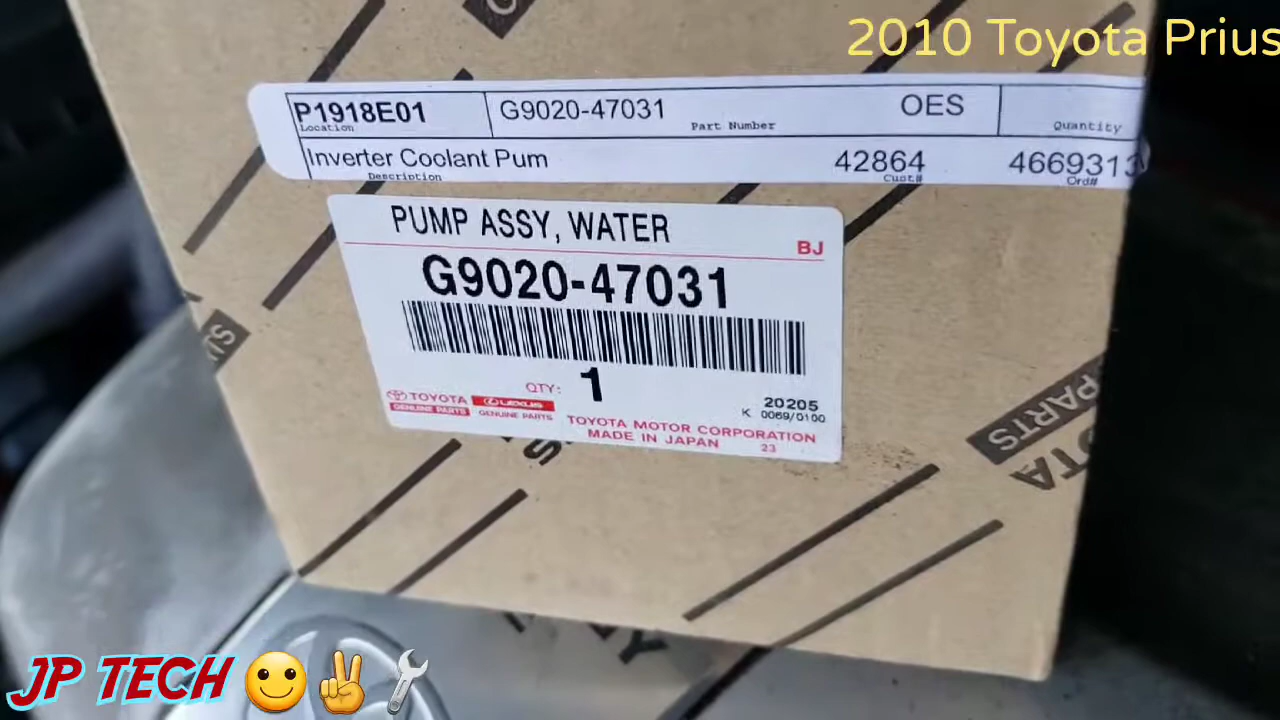 2010 Toyota Prius
P1918E01 G9020-47031 OES
Location Part Number Quantity
Inverter Coolant Pum 42864 4669313
Description Cust# Ord#
PUMP ASSY, WATER
BJ
G9020-47031
QTY: 1
TOYOTA LEXUS 20205
GENUINE PARTS GENUINE PARTS K 0069/0100
TOYOTA MOTOR CORPORATION
MADE IN JAPAN 23
PARTS
JP TECH 🙂✌️🔧